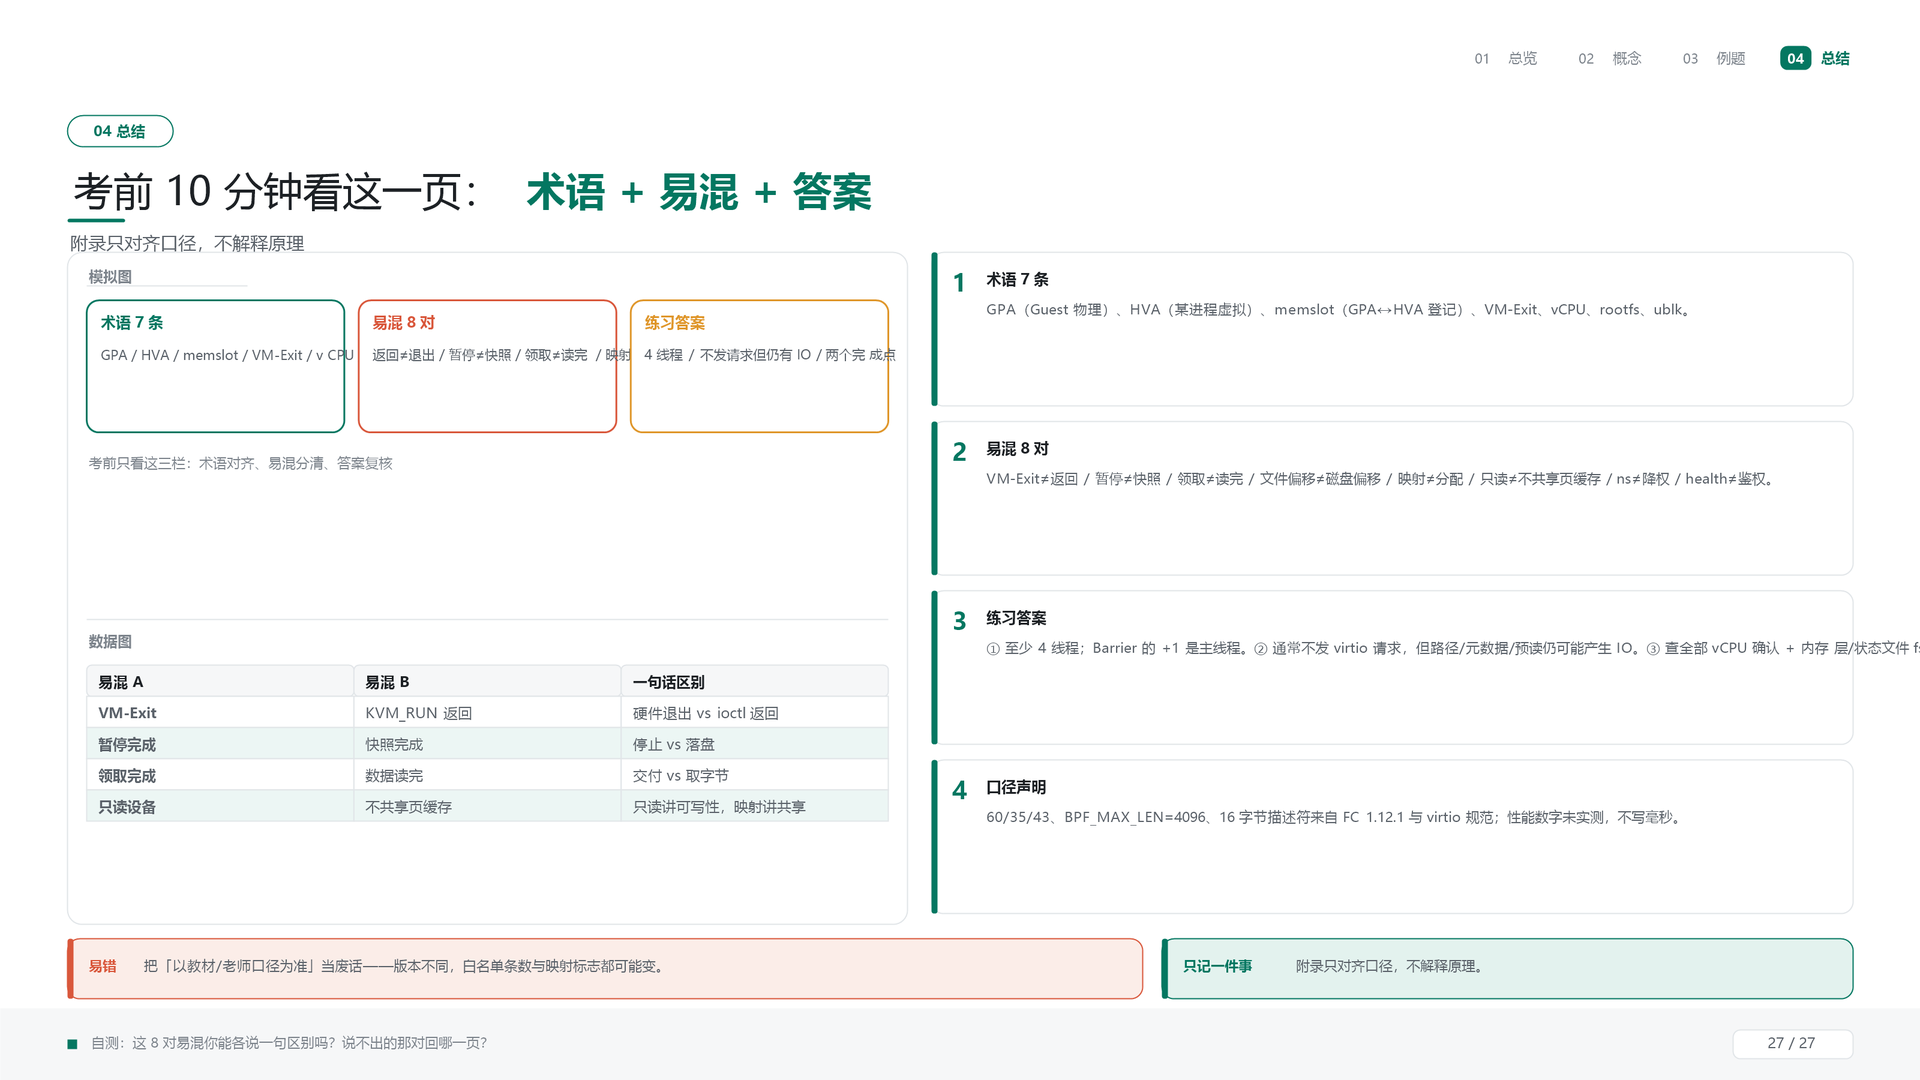 01 总览 02 概念 03 例题 04 总结
04 总结
考前 10 分钟看这一页： 术语 + 易混 + 答案
附录只对齐口径，不解释原理
模拟图
术语 7 条
GPA / HVA / memslot / VM-Exit / v CPU
易混 8 对
返回≠退出 / 暂停≠快照 / 领取≠读完 / 映射
练习答案
4 线程 / 不发请求但仍有 IO / 两个完 成点
考前只看这三栏：术语对齐、易混分清、答案复核
数据图
易混 A 易混 B 一句话区别
VM-Exit KVM_RUN 返回 硬件退出 vs ioctl 返回
暂停完成 快照完成 停止 vs 落盘
领取完成 数据读完 交付 vs 取字节
只读设备 不共享页缓存 只读讲可写性，映射讲共享
1 术语 7 条
GPA（Guest 物理）、HVA（某进程虚拟）、memslot（GPA↔HVA 登记）、VM-Exit、vCPU、rootfs、ublk。
2 易混 8 对
VM-Exit≠返回 / 暂停≠快照 / 领取≠读完 / 文件偏移≠磁盘偏移 / 映射≠分配 / 只读≠不共享页缓存 / ns≠降权 / health≠鉴权。
3 练习答案
① 至少 4 线程；Barrier 的 +1 是主线程。② 通常不发 virtio 请求，但路径/元数据/预读仍可能产生 IO。③ 查全部 vCPU 确认 + 内存 层/状态文件
4 口径声明
60/35/43、BPF_MAX_LEN=4096、16 字节描述符来自 FC 1.12.1 与 virtio 规范；性能数字未实测，不写毫秒。
易错 把「以教材/老师口径为准」当废话——版本不同，白名单条数与映射标志都可能变。
只记一件事 附录只对齐口径，不解释原理。
自测：这 8 对易混你能各说一句区别吗？说不出的那对回哪一页？
27 / 27